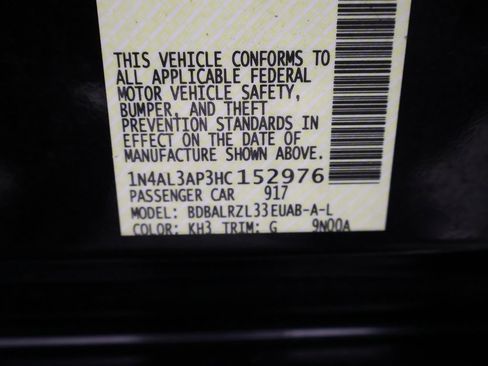 THIS VEHICLE CONFORMS TO
ALL APPLICABLE FEDERAL
MOTOR VEHICLE SAFETY,
BUMPER, AND THEFT
PREVENTION STANDARDS IN
EFFECT ON THE DATE OF
MANUFACTURE SHOWN ABOVE.
1N4AL3AP3HC152976
PASSENGER CAR 917
MODEL: BDBALRZL33EUAB-A-L
COLOR: KH3 TRIM: G 9N00A